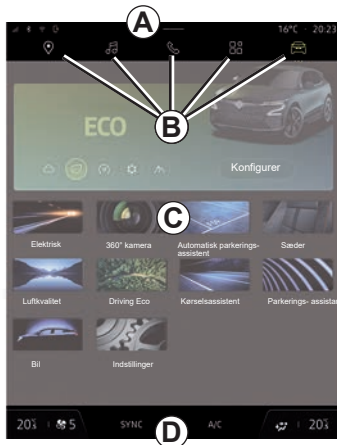 A
16°C · 20:23
B
ECO
Konfigurer
C
Elektrisk
360° kamera
Automatisk parkerings-
assistent
Sæder
Luftkvalitet
Driving Eco
Kørselsassistent
Parkerings- assistan
Bil
Indstillinger
20% 5 SYNC D A/C 20%